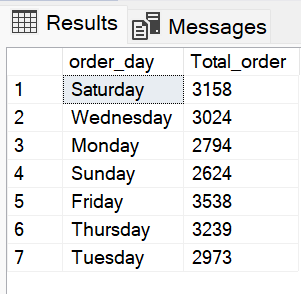 Results Messages
order_day Total_order
1 Saturday 3158
2 Wednesday 3024
3 Monday 2794
4 Sunday 2624
5 Friday 3538
6 Thursday 3239
7 Tuesday 2973